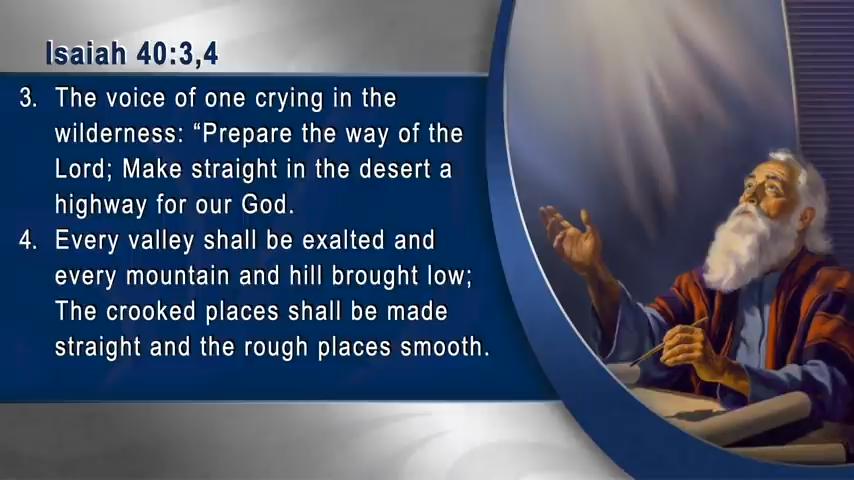 Isaiah 40:3,4
3. The voice of one crying in the
wilderness: “Prepare the way of the
Lord; Make straight in the desert a
highway for our God.
4. Every valley shall be exalted and
every mountain and hill brought low;
The crooked places shall be made
straight and the rough places smooth.